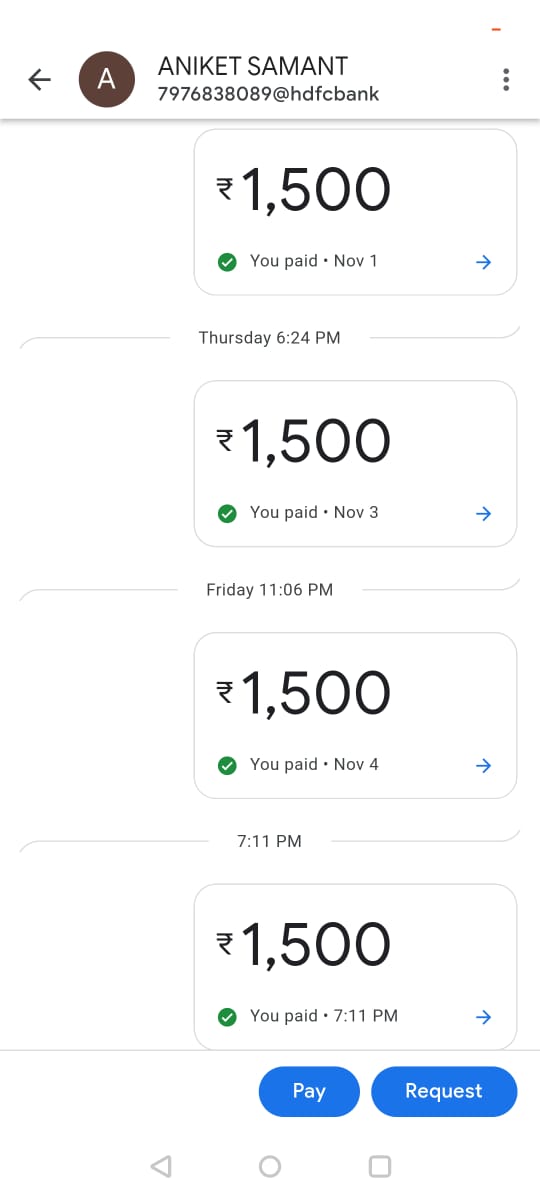 ANIKET SAMANT
A
7976838089@hdfcbank
₹1,500
You paid • Nov 1
Thursday 6:24 PM
₹1,500
You paid • Nov 3
Friday 11:06 PM
₹1,500
You paid • Nov 4
7:11 PM
₹1,500
You paid • 7:11 PM
Pay
Request